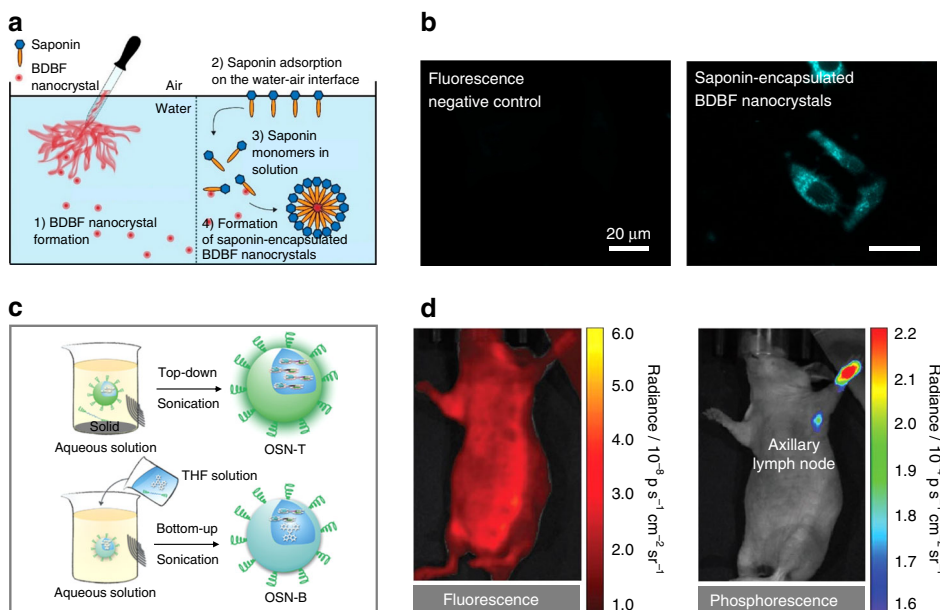 a
Saponin
BDBF
nanocrystal
Air
Water
2) Saponin adsorption
on the water-air interface
3) Saponin
monomers in
solution
1) BDBF nanocrystal
formation
4) Formation
of saponin-encapsulated
BDBF nanocrystals
b
Fluorescence
negative control
20 μm
Saponin-encapsulated
BDBF nanocrystals
c
Solid
Aqueous solution
Top-down
Sonication
OSN-T
THF solution
Aqueous solution
Bottom-up
Sonication
OSN-B
d
6.0
5.0
4.0
3.0
2.0
1.0
Radiance / 10⁻⁸ p s⁻¹ cm⁻² sr⁻¹
Fluorescence
Axillary
lymph node
2.2
2.1
2.0
1.9
1.8
1.7
1.6
Phosphorescence